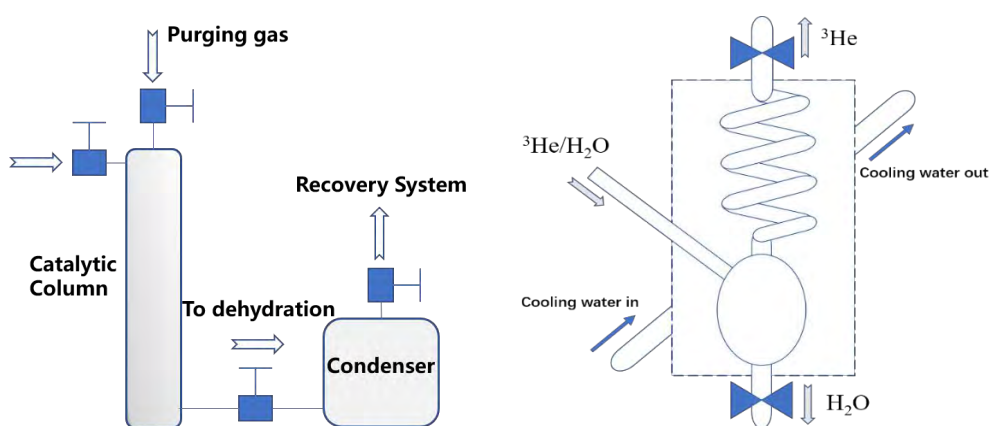 Purging gas
Recovery System
Catalytic
Column
To dehydration
Condenser
³He
³He/H₂O
Cooling water out
Cooling water in
H₂O